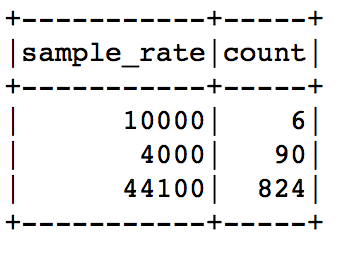 +-----------+-----+
|sample_rate|count|
+-----------+-----+
|      10000|    6|
|       4000|   90|
|      44100|  824|
+-----------+-----+